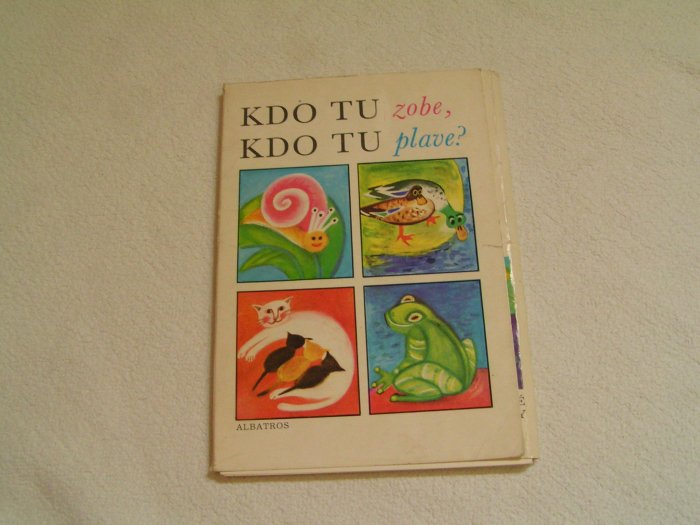 KDO TU zobe,
KDO TU plave?
ALBATROS